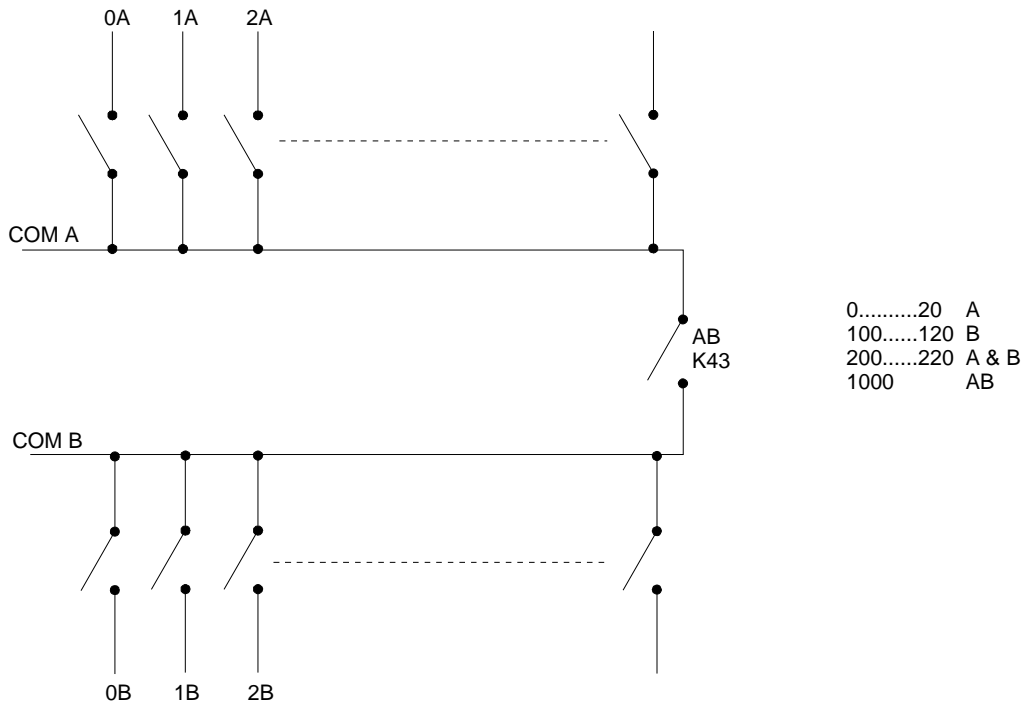 0A 1A 2A
COM A
AB
K43
0..........20 A
100......120 B
200......220 A & B
1000 AB
COM B
0B 1B 2B